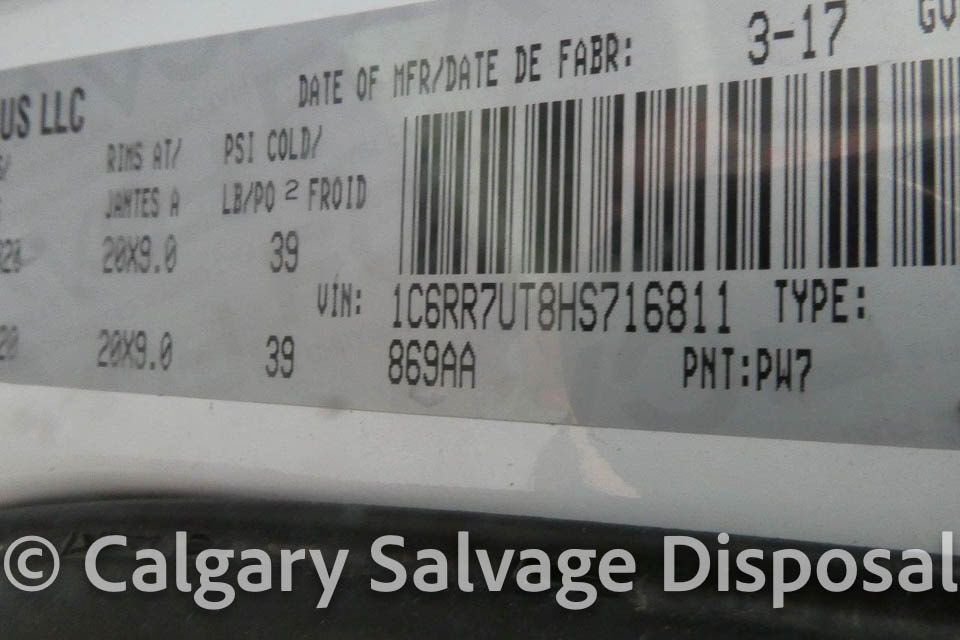 DATE OF MFR/DATE DE FABR: 3-17
US LLC
RIMS AT/ PSI COLD/
JANTES A LB/PO 2 FROID
20X9.0 39
VIN: 1C6RR7UT8HS716811 TYPE:
20X9.0 39 869AA PNT:PW7
© Calgary Salvage Disposal